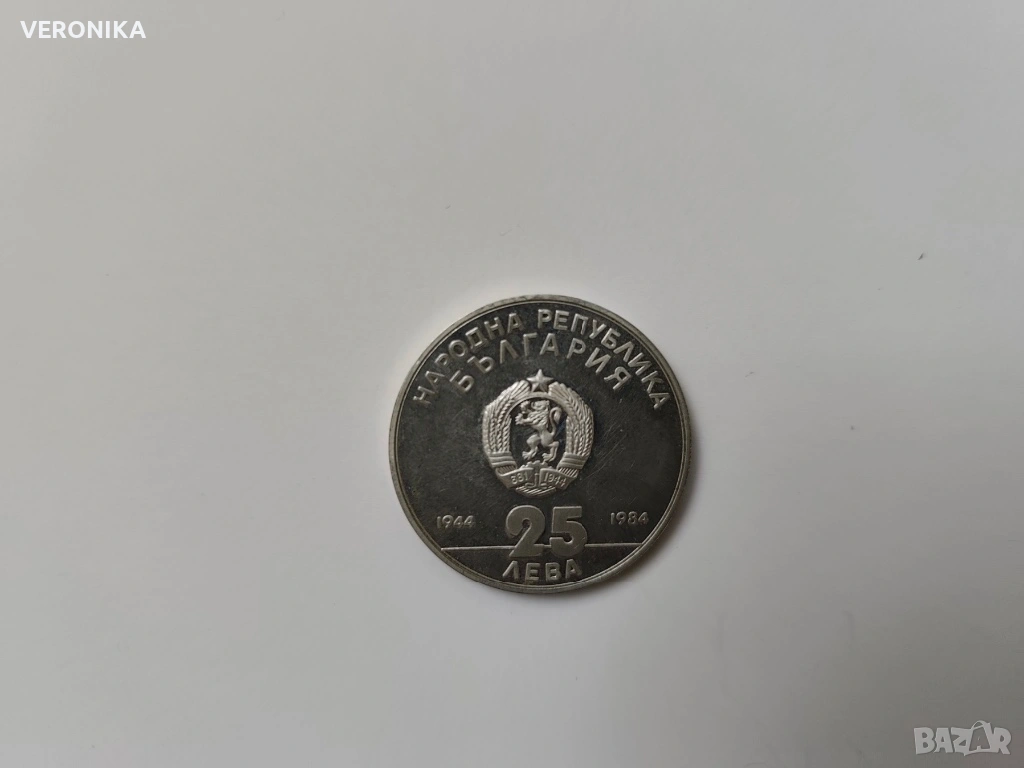 VERONIKA
НАРОДНА РЕПУБЛИКА
БЪЛГАРИЯ
681 1944
1944 25 1984
ЛЕВА
BAZAR